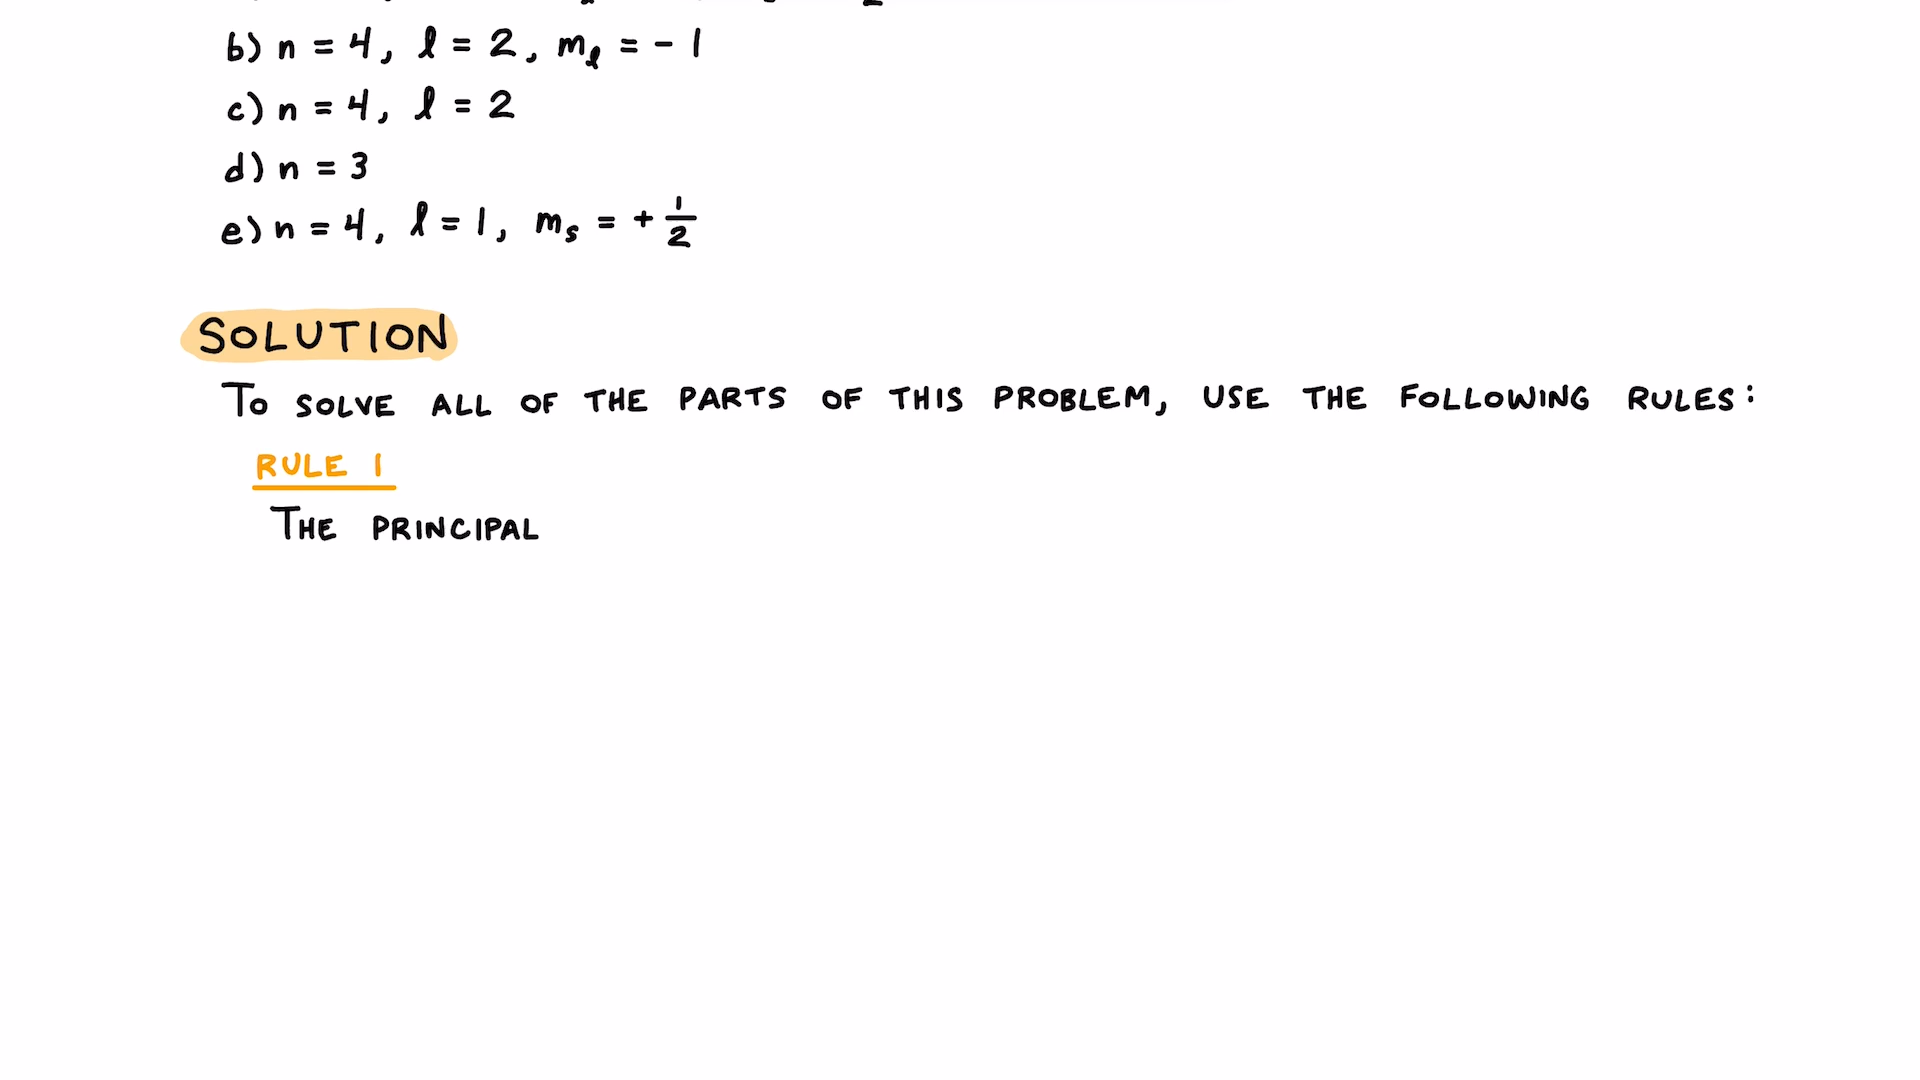 b) n = 4, l = 2, mₗ = - 1
c) n = 4, l = 2
d) n = 3
e) n = 4, l = 1, mₛ = + 1/2
SOLUTION
TO SOLVE ALL OF THE PARTS OF THIS PROBLEM, USE THE FOLLOWING RULES:
RULE 1
THE PRINCIPAL